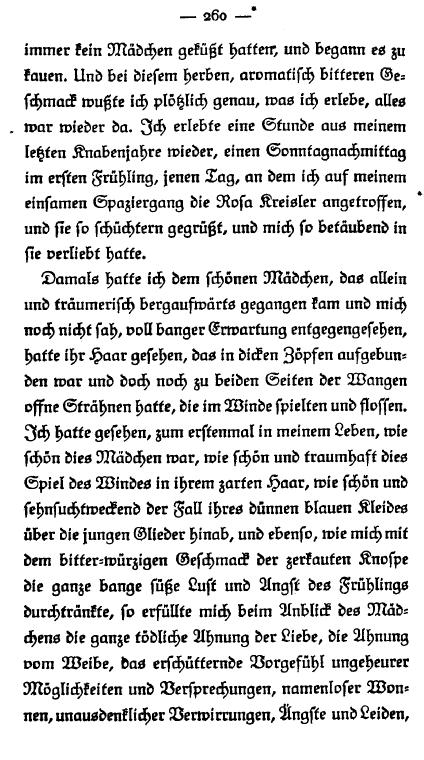 — 260 —
immer kein Mädchen geküßt hatten, und begann es zu
kauen. Und bei diesem herben, aromatisch bitteren Ge-
schmack wußte ich plötzlich genau, was ich erlebe, alles
war wieder da. Ich erlebte eine Stunde aus meinem
letzten Knabenjahre wieder, einen Sonntagnachmittag
im ersten Frühling, jenen Tag, an dem ich auf meinem
einsamen Spaziergang die Rosa Kreisler angetroffen,
und sie so schüchtern gegrüßt, und mich so betäubend in
sie verliebt hatte.
Damals hatte ich dem schönen Mädchen, das allein
und träumerisch bergaufwärts gegangen kam und mich
noch nicht sah, voll banger Erwartung entgegengesehen,
hatte ihr Haar gesehen, das in dicken Zöpfen aufgebun-
den war und doch noch zu beiden Seiten der Wangen
offne Strähnen hatte, die im Winde spielten und flossen.
Ich hatte gesehen, zum erstenmal in meinem Leben, wie
schön dies Mädchen war, wie schön und traumhaft dies
Spiel des Windes in ihrem zarten Haar, wie schön und
sehnsuchtweckend der Fall ihres dünnen blauen Kleides
über die jungen Glieder hinab, und ebenso, wie mich mit
dem bitter-würzigen Geschmack der zerkauten Knospe
die ganze bange süße Lust und Angst des Frühlings
durchtränkte, so erfüllte mich beim Anblick des Mäd-
chens die ganze tödliche Ahnung der Liebe, die Ahnung
vom Weibe, das erschütternde Vorgefühl ungeheurer
Möglichkeiten und Versprechungen, namenloser Won-
nen, unausdenklicher Verwirrungen, Ängste und Leiden,